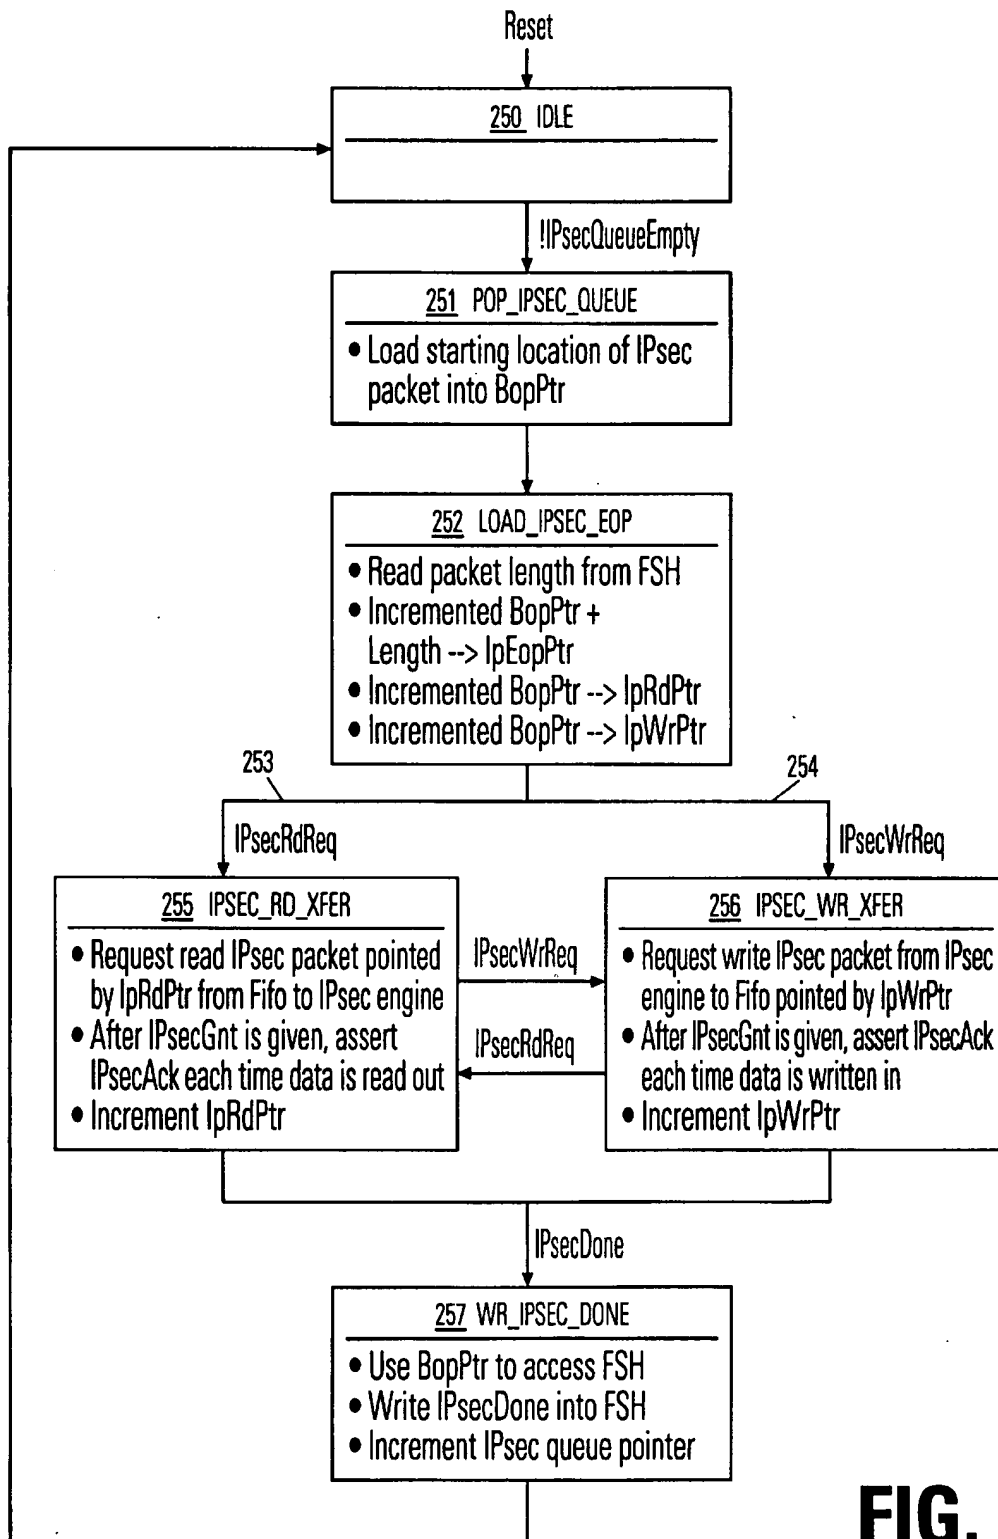 Reset
250 IDLE
!IPsecQueueEmpty
251 POP_IPSEC_QUEUE
• Load starting location of IPsec
packet into BopPtr
252 LOAD_IPSEC_EOP
• Read packet length from FSH
• Incremented BopPtr +
Length --> IpEopPtr
• Incremented BopPtr --> IpRdPtr
• Incremented BopPtr --> IpWrPtr
253
254
IPsecRdReq
IPsecWrReq
255 IPSEC_RD_XFER
• Request read IPsec packet pointed
by IpRdPtr from Fifo to IPsec engine
• After IPsecGnt is given, assert
IPsecAck each time data is read out
• Increment IpRdPtr
IPsecWrReq
IPsecRdReq
256 IPSEC_WR_XFER
• Request write IPsec packet from IPsec
engine to Fifo pointed by IpWrPtr
• After IPsecGnt is given, assert IPsecAck
each time data is written in
• Increment IpWrPtr
IPsecDone
257 WR_IPSEC_DONE
• Use BopPtr to access FSH
• Write IPsecDone into FSH
• Increment IPsec queue pointer
FIG.